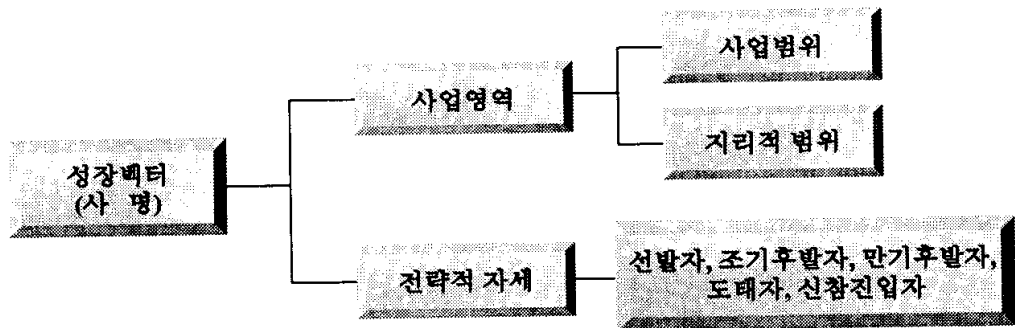 사업범위
사업영역
지리적 범위
성장벡터
(사 명)
전략적 자세
선발자, 조기후발자, 만기후발자,
도태자, 신참진입자